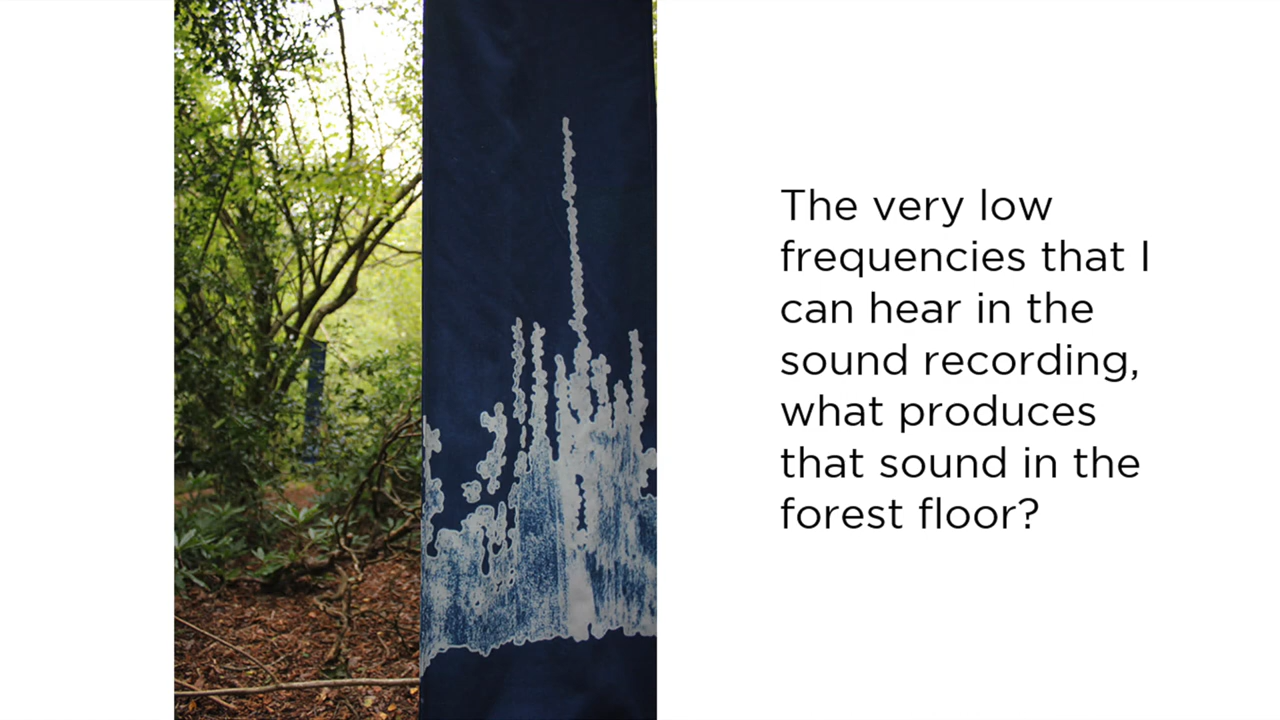 The very low
frequencies that I
can hear in the
sound recording,
what produces
that sound in the
forest floor?